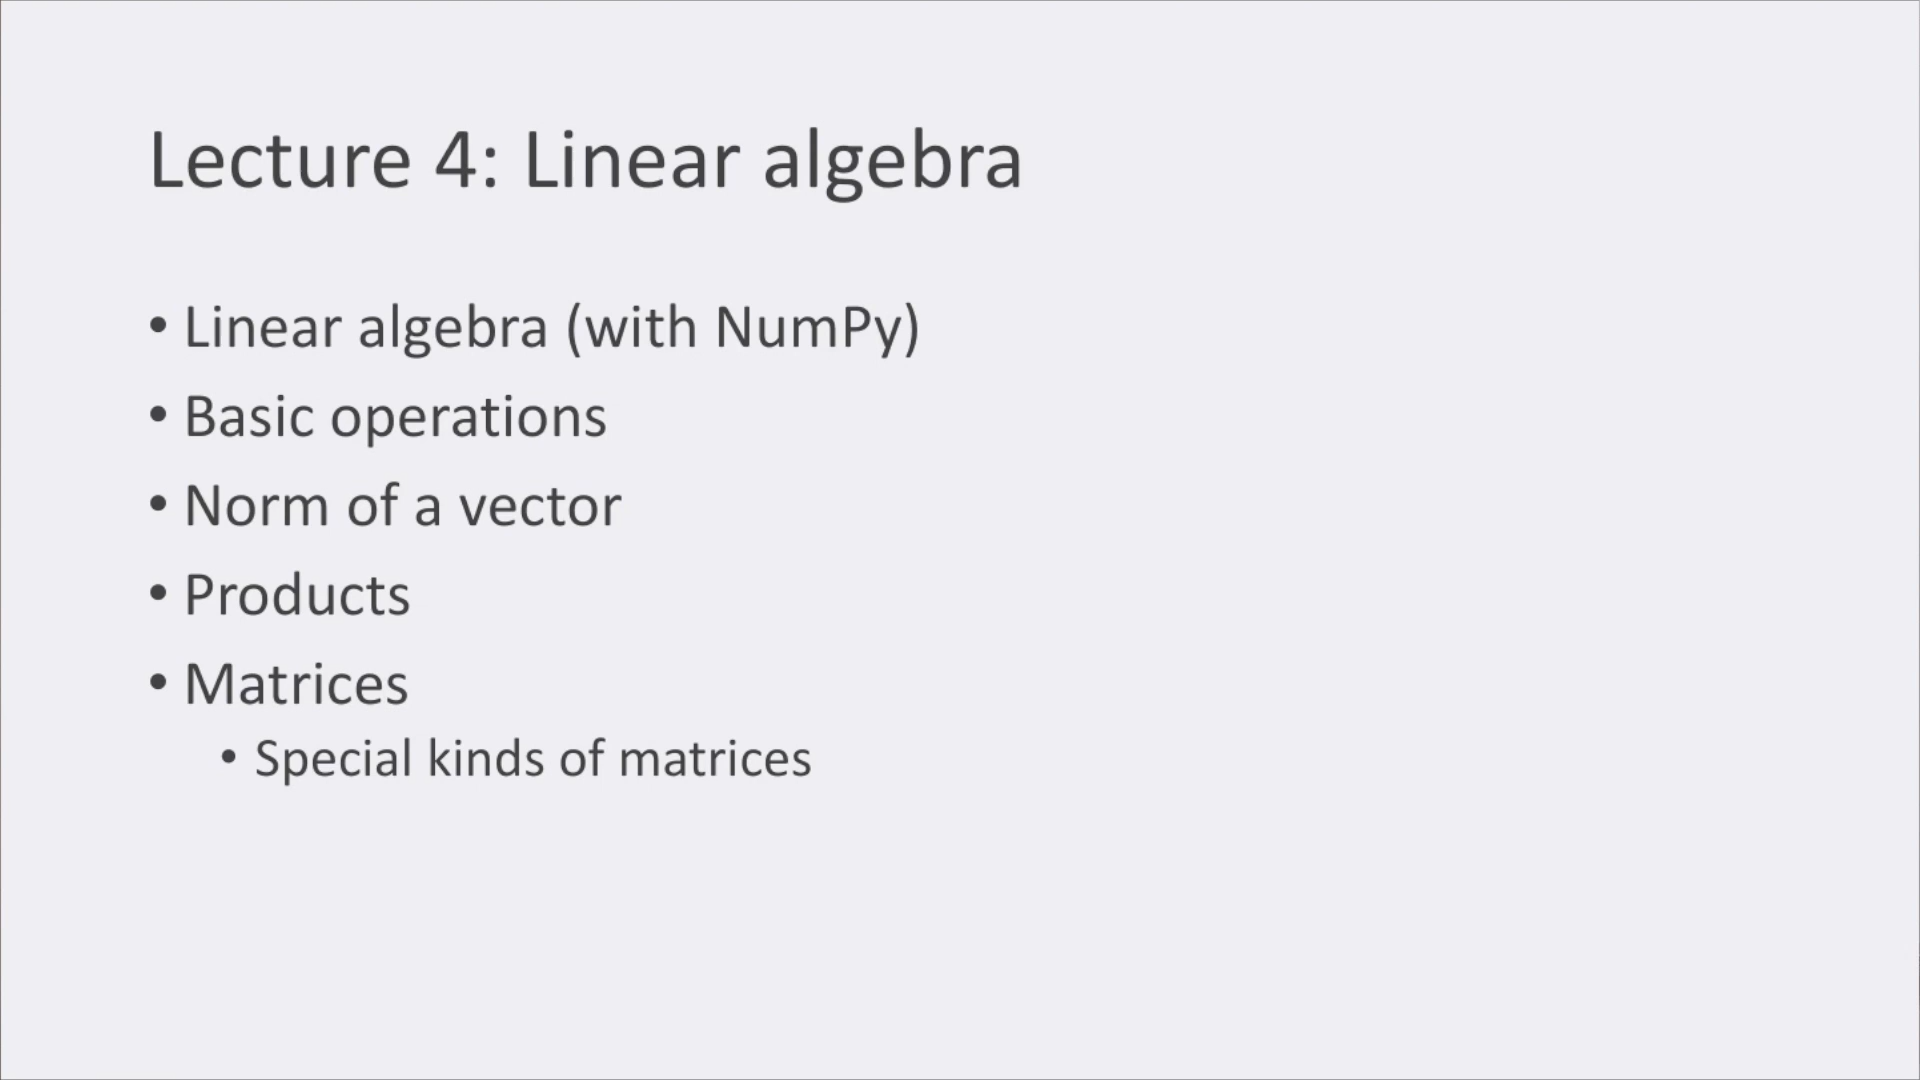 Lecture 4: Linear algebra
• Linear algebra (with NumPy)
• Basic operations
• Norm of a vector
• Products
• Matrices
• Special kinds of matrices